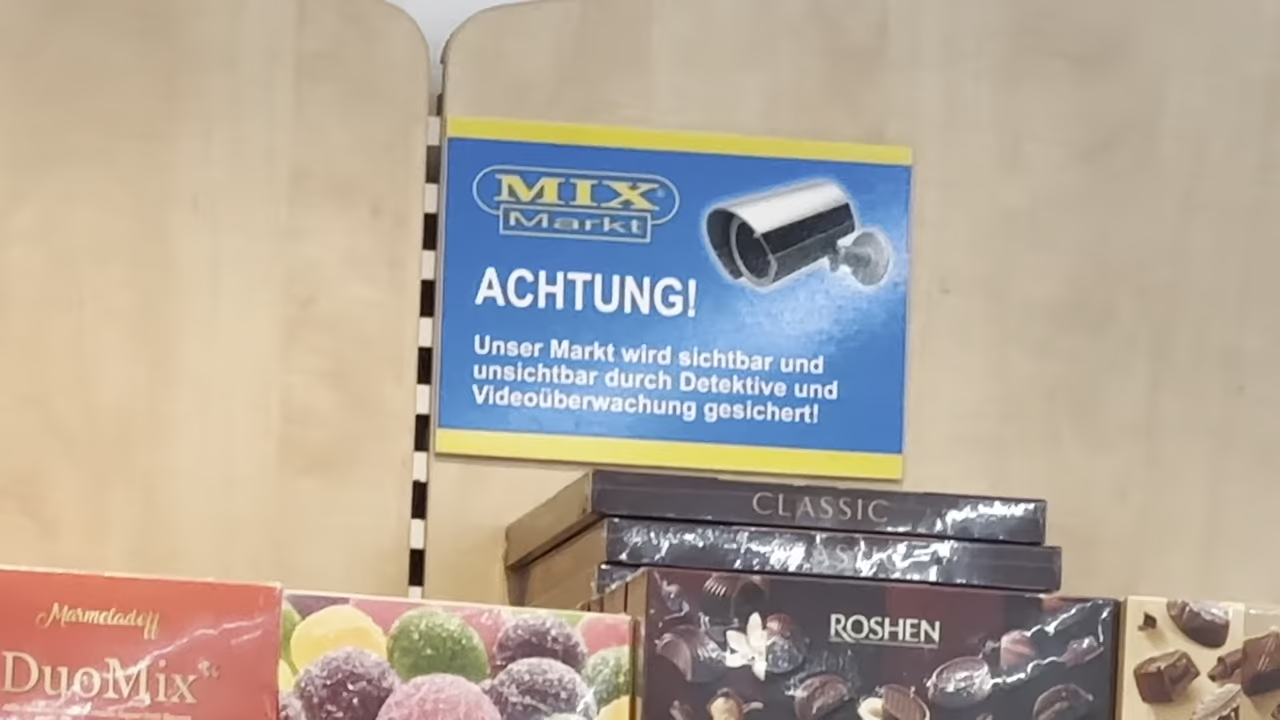 MIX
Markt
ACHTUNG!
Unser Markt wird sichtbar und
unsichtbar durch Detektive und
Videoüberwachung gesichert!
CLASSIC
ROSHEN
Marmeladoff
DuoMix